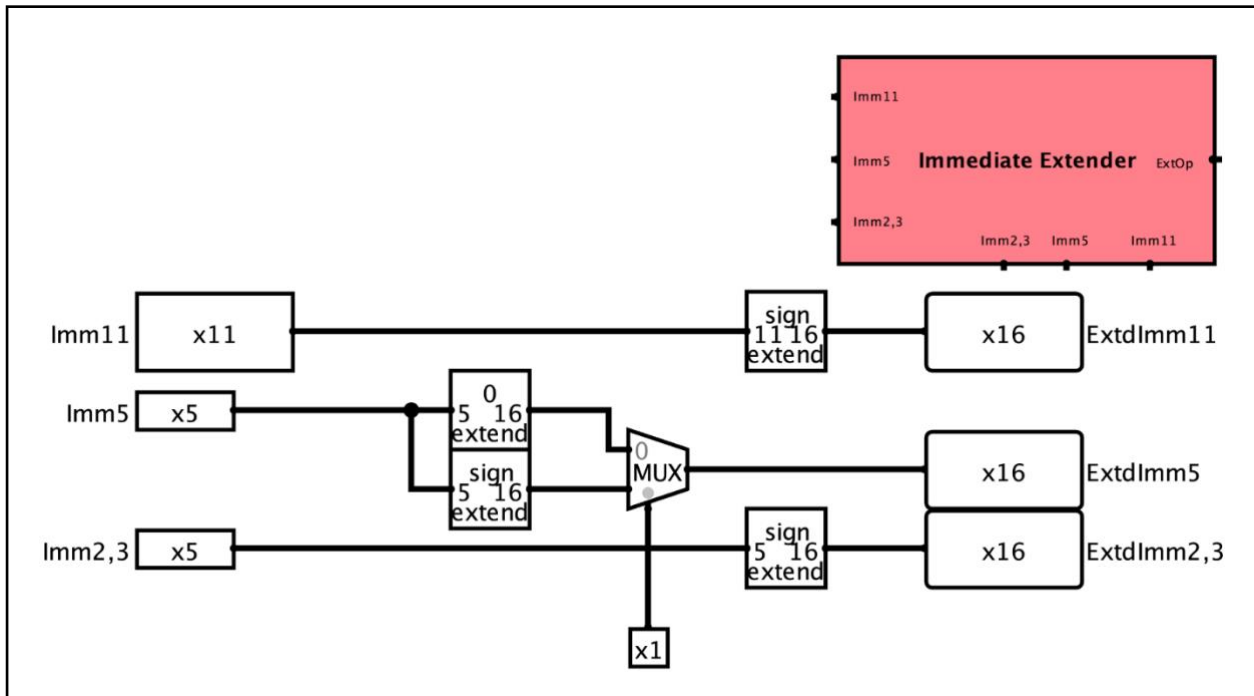 Imm11
Imm5 Immediate Extender ExtOp
Imm2,3
Imm2,3 Imm5 Imm11
Imm11 x11 sign 11 16 extend x16 ExtdImm11
Imm5 x5 0 5 16 extend
sign 5 16 extend
0 MUX x16 ExtdImm5
Imm2,3 x5 sign 5 16 extend x16 ExtdImm2,3
x1